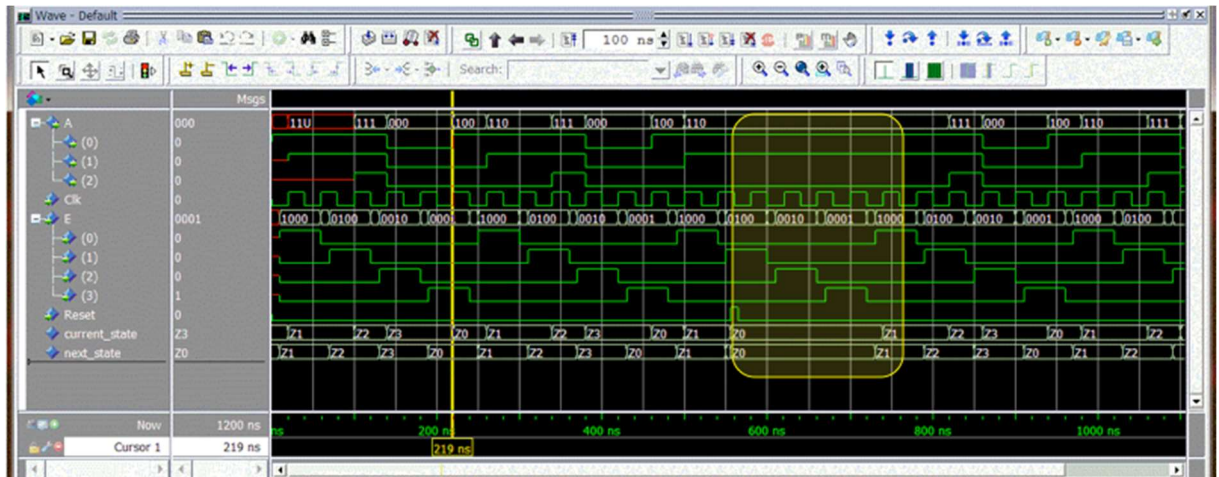 Wave - Default
100 ns
Search:
Msgs
A 000 11U 111 000 100 110 111 000 100 110 111 000 100 110 111
(0) 0
(1) 0
(2) 0
Clk 0
E 0001 1000 0100 0010 0001 1000 0100 0010 0001 1000 0100 0010 0001 1000 0100 0010 0001 1000 0100
(0) 0
(1) 0
(2) 0
(3) 1
Reset 0
current_state Z3 Z1 Z2 Z3 Z0 Z1 Z2 Z3 Z0 Z1 Z0 Z1 Z2 Z3 Z0 Z1 Z2
next_state Z0 Z1 Z2 Z3 Z0 Z1 Z2 Z3 Z0 Z1 Z0 Z1 Z2 Z3 Z0 Z1 Z2
Now 1200 ns ns 200 ns 400 ns 600 ns 800 ns 1000 ns
Cursor 1 219 ns 219 ns